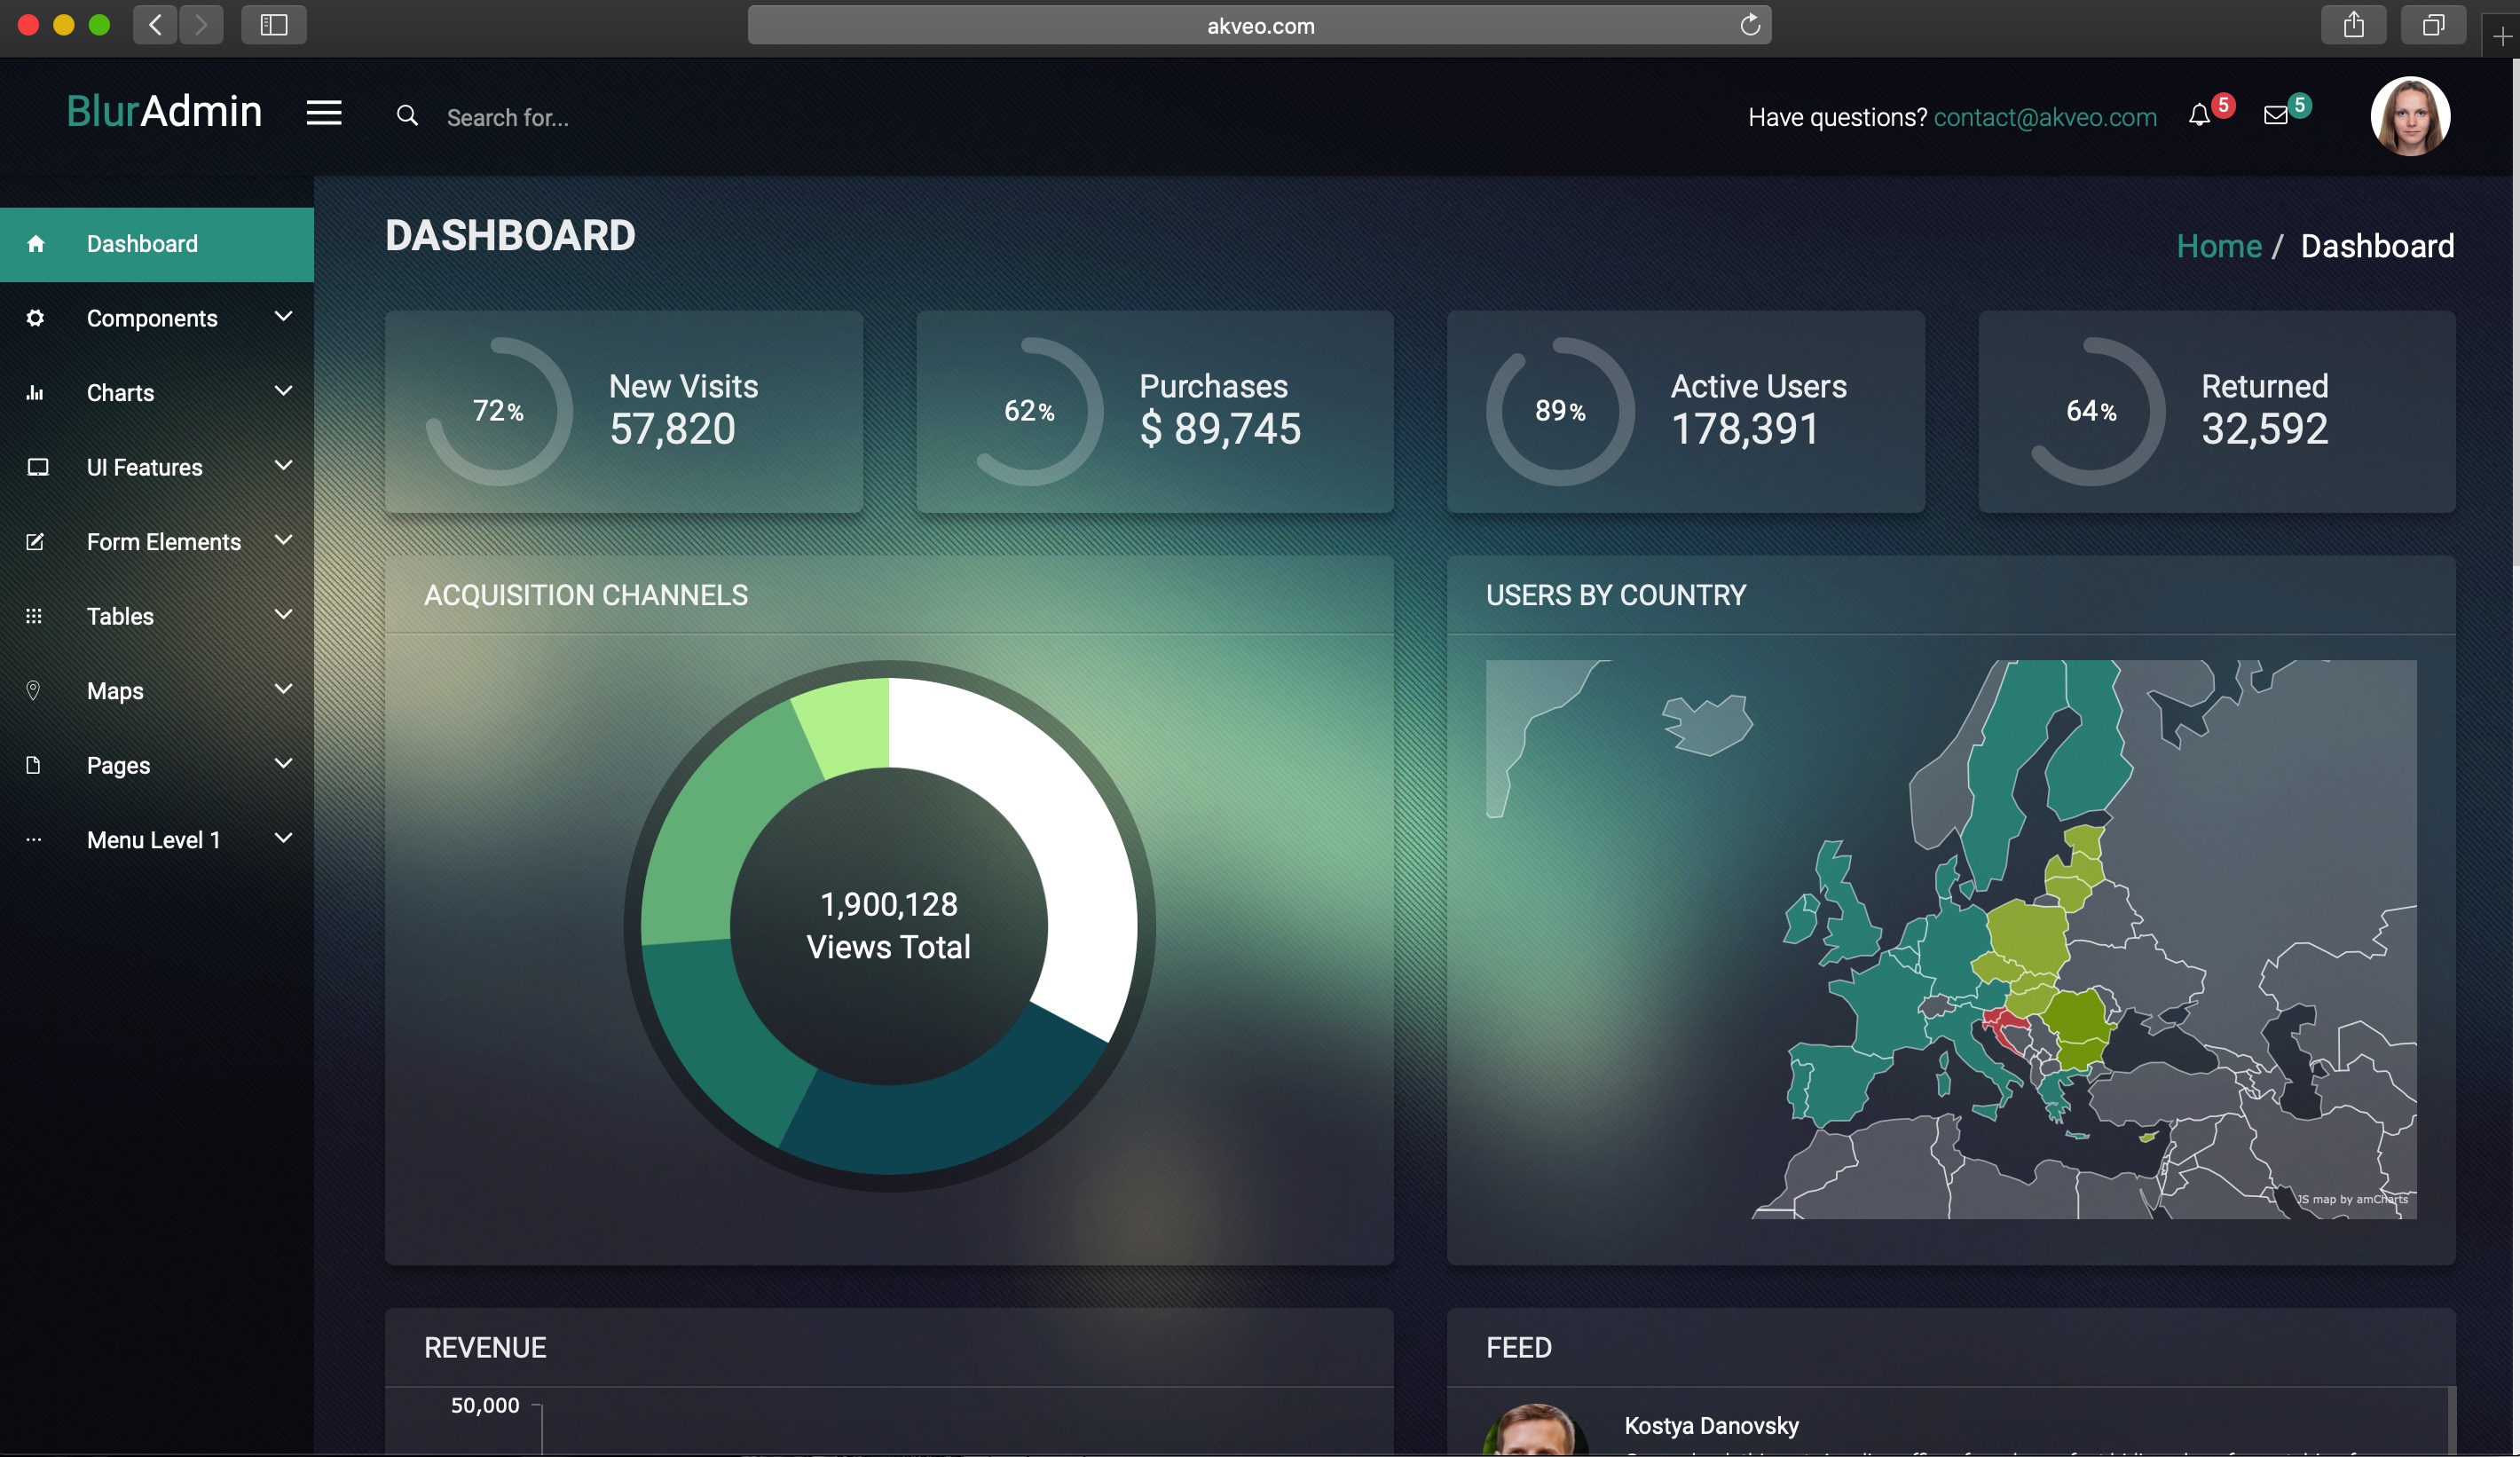 akveo.com
BlurAdmin
Search for...
Have questions? contact@akveo.com
5
5
Dashboard
Components
Charts
UI Features
Form Elements
Tables
Maps
Pages
Menu Level 1
DASHBOARD
Home / Dashboard
72%
New Visits
57,820
62%
Purchases
$ 89,745
89%
Active Users
178,391
64%
Returned
32,592
ACQUISITION CHANNELS
1,900,128
Views Total
USERS BY COUNTRY
JS map by amCharts
REVENUE
50,000
FEED
Kostya Danovsky